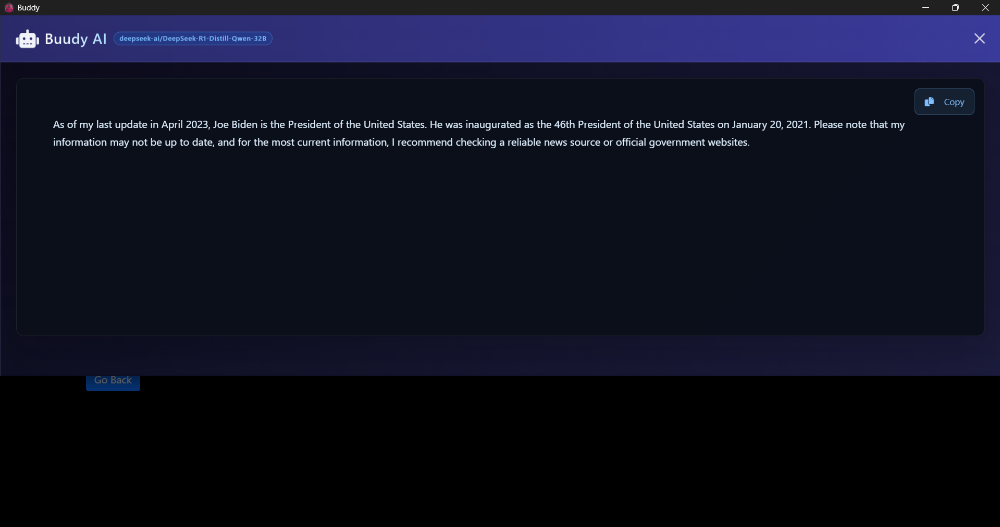 Buddy
Buudy AI
deepseek-ai/DeepSeek-R1-Distill-Qwen-32B
Copy
As of my last update in April 2023, Joe Biden is the President of the United States. He was inaugurated as the 46th President of the United States on January 20, 2021. Please note that my
information may not be up to date, and for the most current information, I recommend checking a reliable news source or official government websites.
Go Back